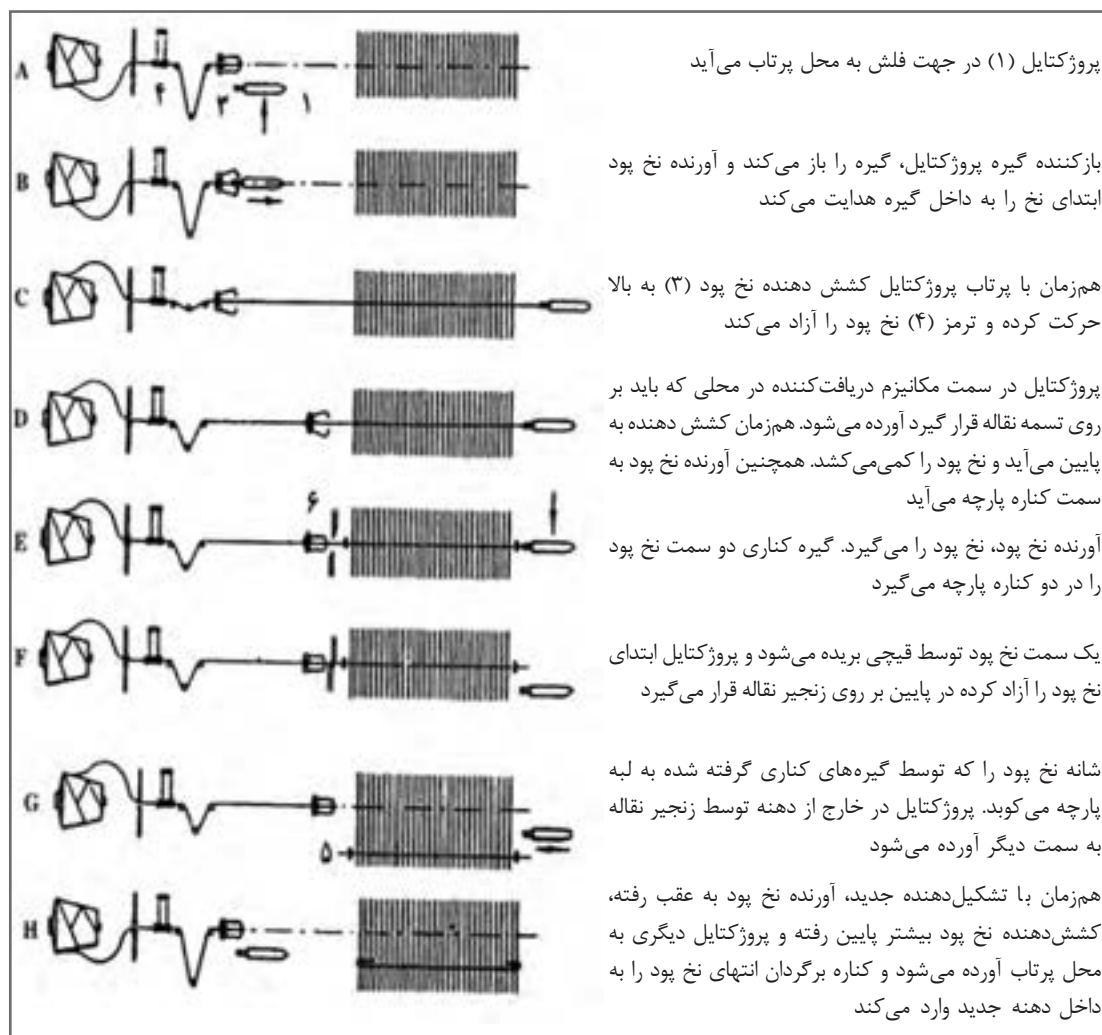 A
۴
۳
۱
پروژکتایل (۱) در جهت فلش به محل پرتاب می‌آید
B
بازکننده گیره پروژکتایل، گیره را باز می‌کند و آورنده نخ پود
ابتدای نخ را به داخل گیره هدایت می‌کند
C
هم‌زمان با پرتاب پروژکتایل کشش دهنده نخ پود (۳) به بالا
حرکت کرده و ترمز (۴) نخ پود را آزاد می‌کند
D
پروژکتایل در سمت مکانیزم دریافت‌کننده در محلی که باید بر
روی تسمه نقاله قرار گیرد آورده می‌شود. هم‌زمان کشش دهنده به
پایین می‌آید و نخ پود را کمی‌می‌کشد. همچنین آورنده نخ پود به
سمت کناره پارچه می‌آید
E
۶
آورنده نخ پود، نخ پود را می‌گیرد. گیره کناری دو سمت نخ پود
را در دو کناره پارچه می‌گیرد
F
یک سمت نخ پود توسط قیچی بریده می‌شود و پروژکتایل ابتدای
نخ پود را آزاد کرده در پایین بر روی زنجیر نقاله قرار می‌گیرد
G
۵
شانه نخ پود را که توسط گیره‌های کناری گرفته شده به لبه
پارچه می‌کوبد. پروژکتایل در خارج از دهنه توسط زنجیر نقاله
به سمت دیگر آورده می‌شود
H
هم‌زمان با تشکیل‌دهنده جدید، آورنده نخ پود به عقب رفته،
کشش‌دهنده نخ پود بیشتر پایین رفته و پروژکتایل دیگری به
محل پرتاب آورده می‌شود و کناره برگردان انتهای نخ پود را به
داخل دهنه جدید وارد می‌کند